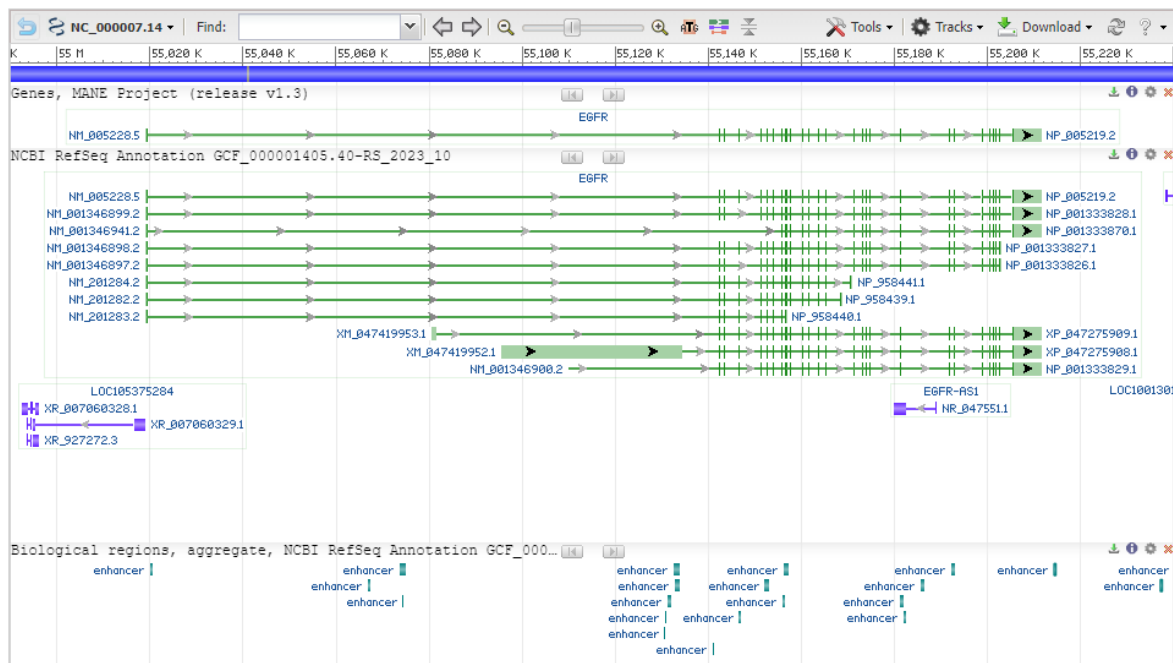 NC_000007.14 Find: ATG Tools Tracks Download ?
K 55 M 55,020 K 55,040 K 55,060 K 55,080 K 55,100 K 55,120 K 55,140 K 55,160 K 55,180 K 55,200 K 55,220 K
Genes, MANE Project (release v1.3)
EGFR
NM_005228.5 NP_005219.2
NCBI RefSeq Annotation GCF_000001405.40-RS_2023_10
EGFR
NM_005228.5 NP_005219.2
NM_001346899.2 NP_001333828.1
NM_001346941.2 NP_001333870.1
NM_001346898.2 NP_001333827.1
NM_001346897.2 NP_001333826.1
NM_201284.2 NP_958441.1
NM_201282.2 NP_958439.1
NM_201283.2 NP_958440.1
XM_047419953.1 XP_047275909.1
XM_047419952.1 XP_047275908.1
NM_001346900.2 NP_001333829.1
LOC105375284 EGFR-AS1 LOC1001301
XR_007060328.1 NR_047551.1
XR_007060329.1
XR_927272.3
Biological regions, aggregate, NCBI RefSeq Annotation GCF_000...
enhancer enhancer enhancer enhancer enhancer enhancer enhancer
enhancer enhancer enhancer enhancer enhancer
enhancer enhancer enhancer enhancer
enhancer enhancer enhancer
enhancer
enhancer